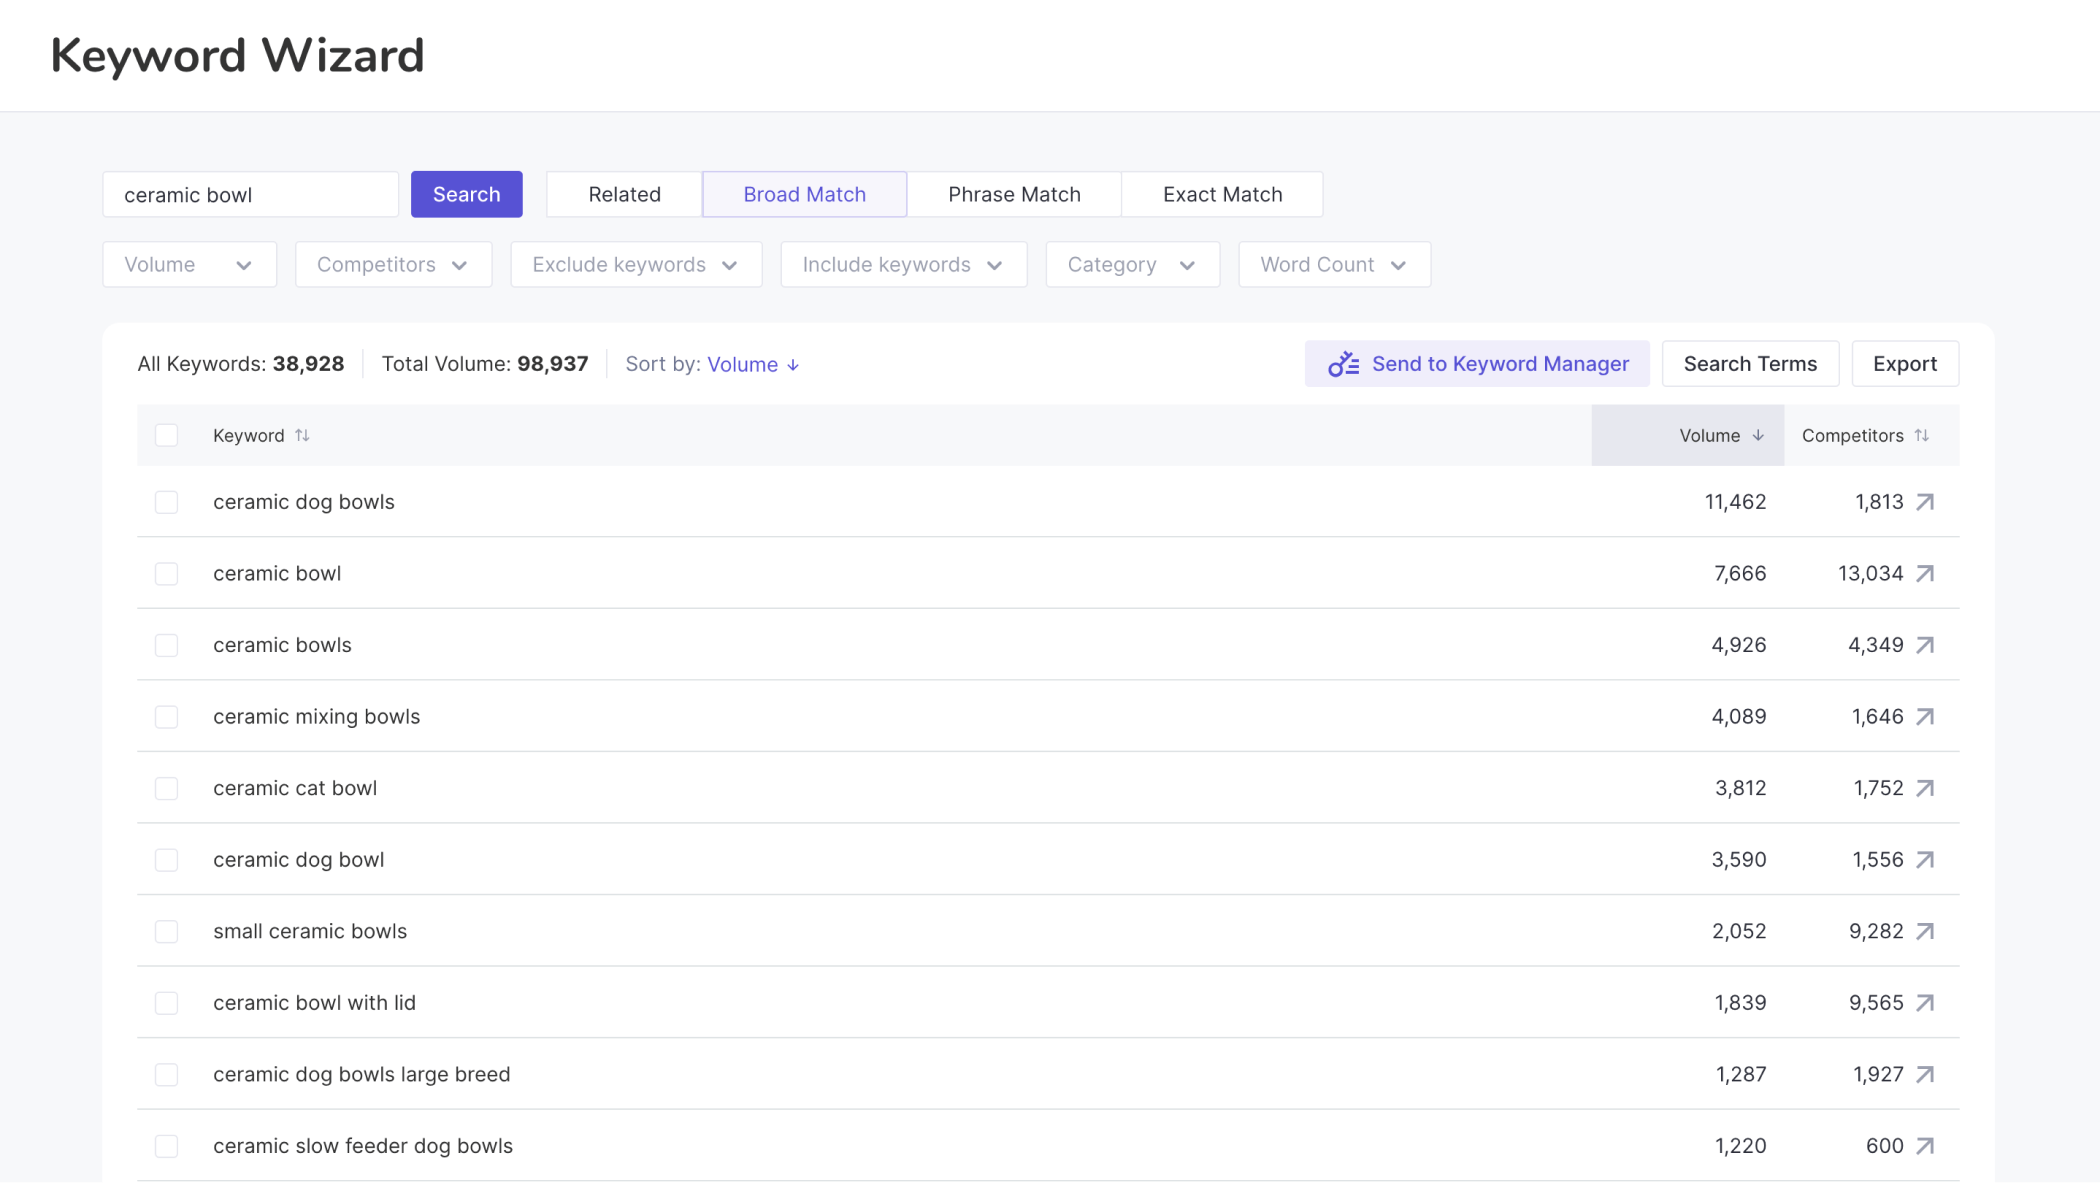 Keyword Wizard
ceramic bowl Search Related Broad Match Phrase Match Exact Match
Volume Competitors Exclude keywords Include keywords Category Word Count
All Keywords: 38,928 Total Volume: 98,937 Sort by: Volume ↓ Send to Keyword Manager Search Terms Export
Keyword Volume Competitors
ceramic dog bowls 11,462 1,813
ceramic bowl 7,666 13,034
ceramic bowls 4,926 4,349
ceramic mixing bowls 4,089 1,646
ceramic cat bowl 3,812 1,752
ceramic dog bowl 3,590 1,556
small ceramic bowls 2,052 9,282
ceramic bowl with lid 1,839 9,565
ceramic dog bowls large breed 1,287 1,927
ceramic slow feeder dog bowls 1,220 600